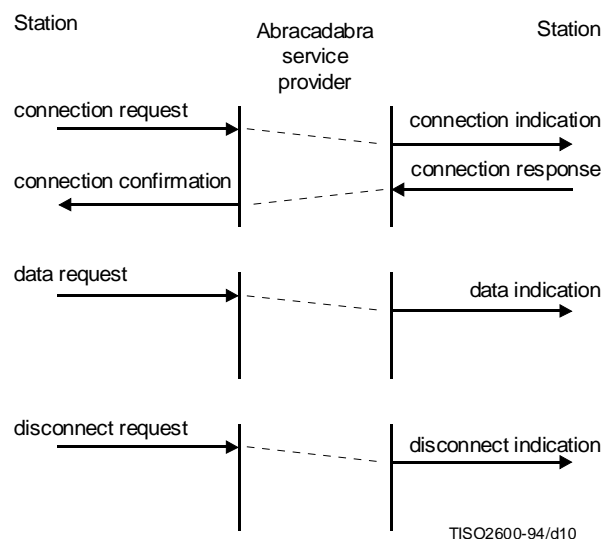 Station
Abracadabra
service
provider
Station
connection request
connection indication
connection confirmation
connection response
data request
data indication
disconnect request
disconnect indication
TISO2600-94/d10